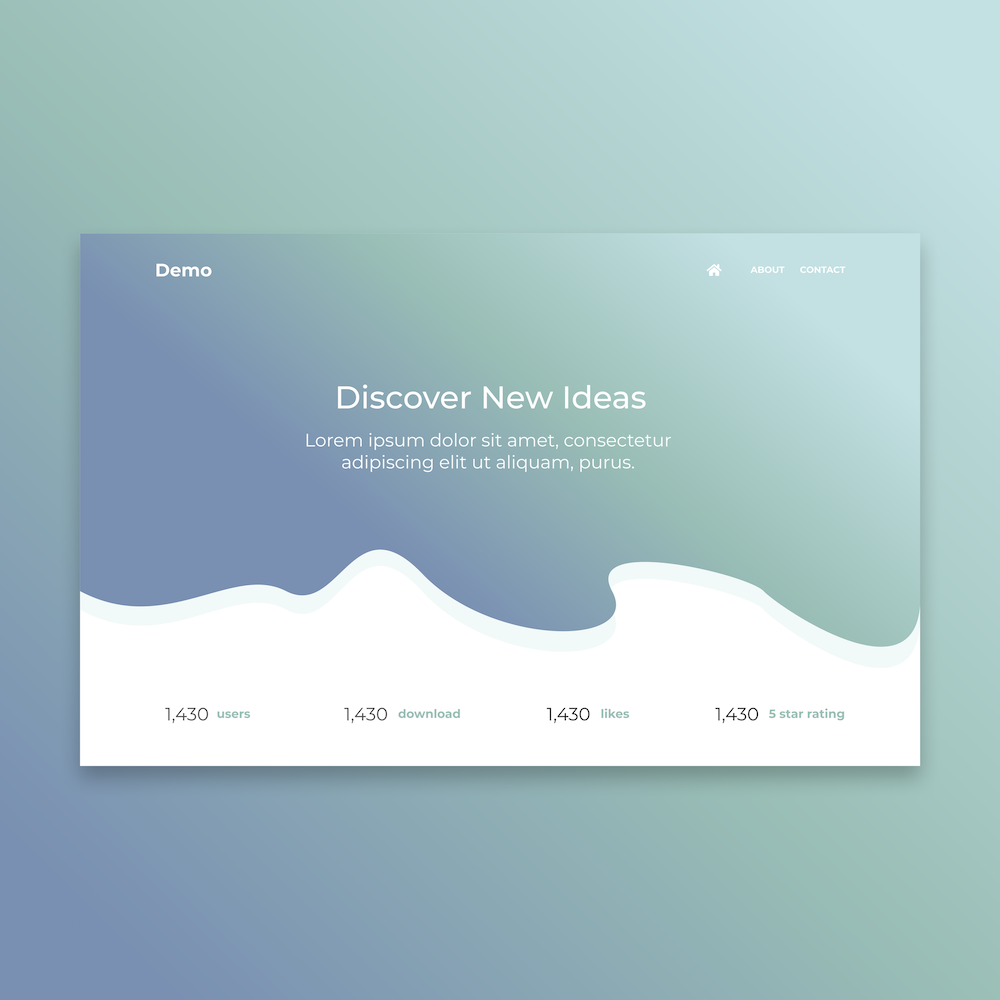 Demo
ABOUT CONTACT
Discover New Ideas
Lorem ipsum dolor sit amet, consectetur
adipiscing elit ut aliquam, purus.
1,430 users 1,430 download 1,430 likes 1,430 5 star rating